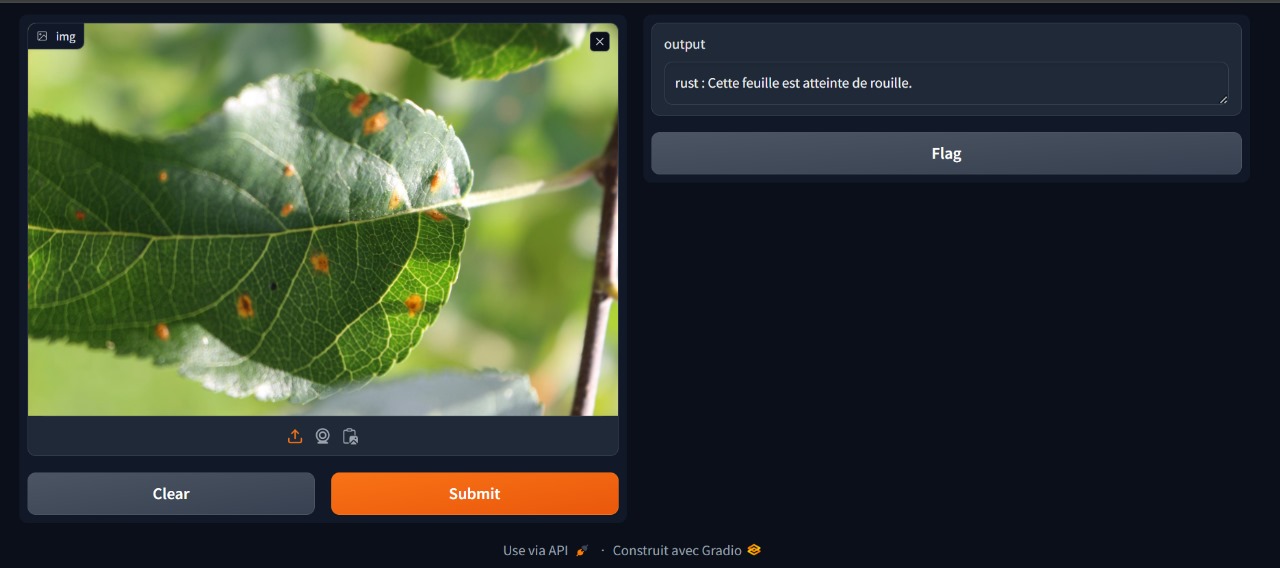 img
output
rust : Cette feuille est atteinte de rouille.
Flag
Clear
Submit
Use via API · Construit avec Gradio